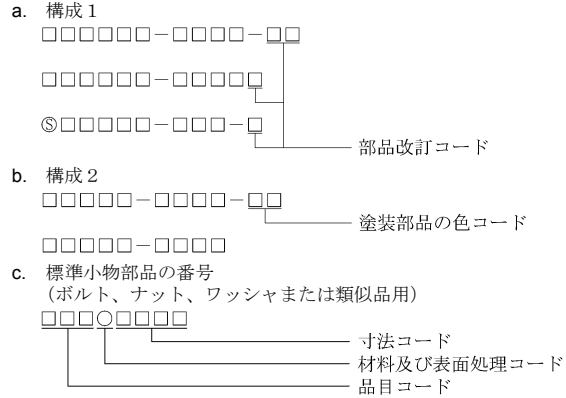 a. 構成１
□□□□□□－□□□□－□□
□□□□□□－□□□□□
Ⓢ□□□□□－□□□－□
部品改訂コード
b. 構成２
□□□□□－□□□□－□□
塗装部品の色コード
□□□□□－□□□□
c. 標準小物部品の番号
（ボルト、ナット、ワッシャまたは類似品用）
□□□○□□□□
寸法コード
材料及び表面処理コード
品目コード